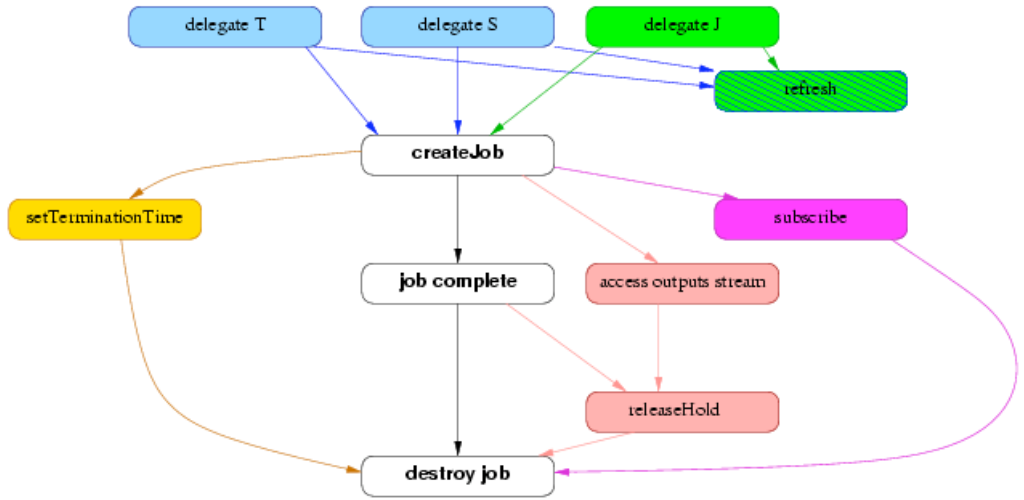 delegate T
delegate S
delegate J
refresh
createJob
setTerminationTime
subscribe
job complete
access outputs stream
releaseHold
destroy job